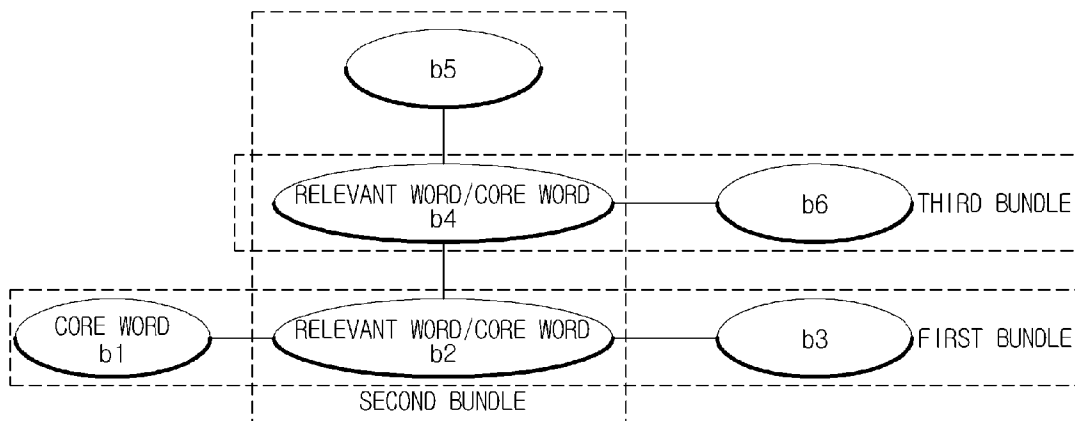 b5
RELEVANT WORD/CORE WORD
b4
b6
THIRD BUNDLE
CORE WORD
b1
RELEVANT WORD/CORE WORD
b2
b3
FIRST BUNDLE
SECOND BUNDLE